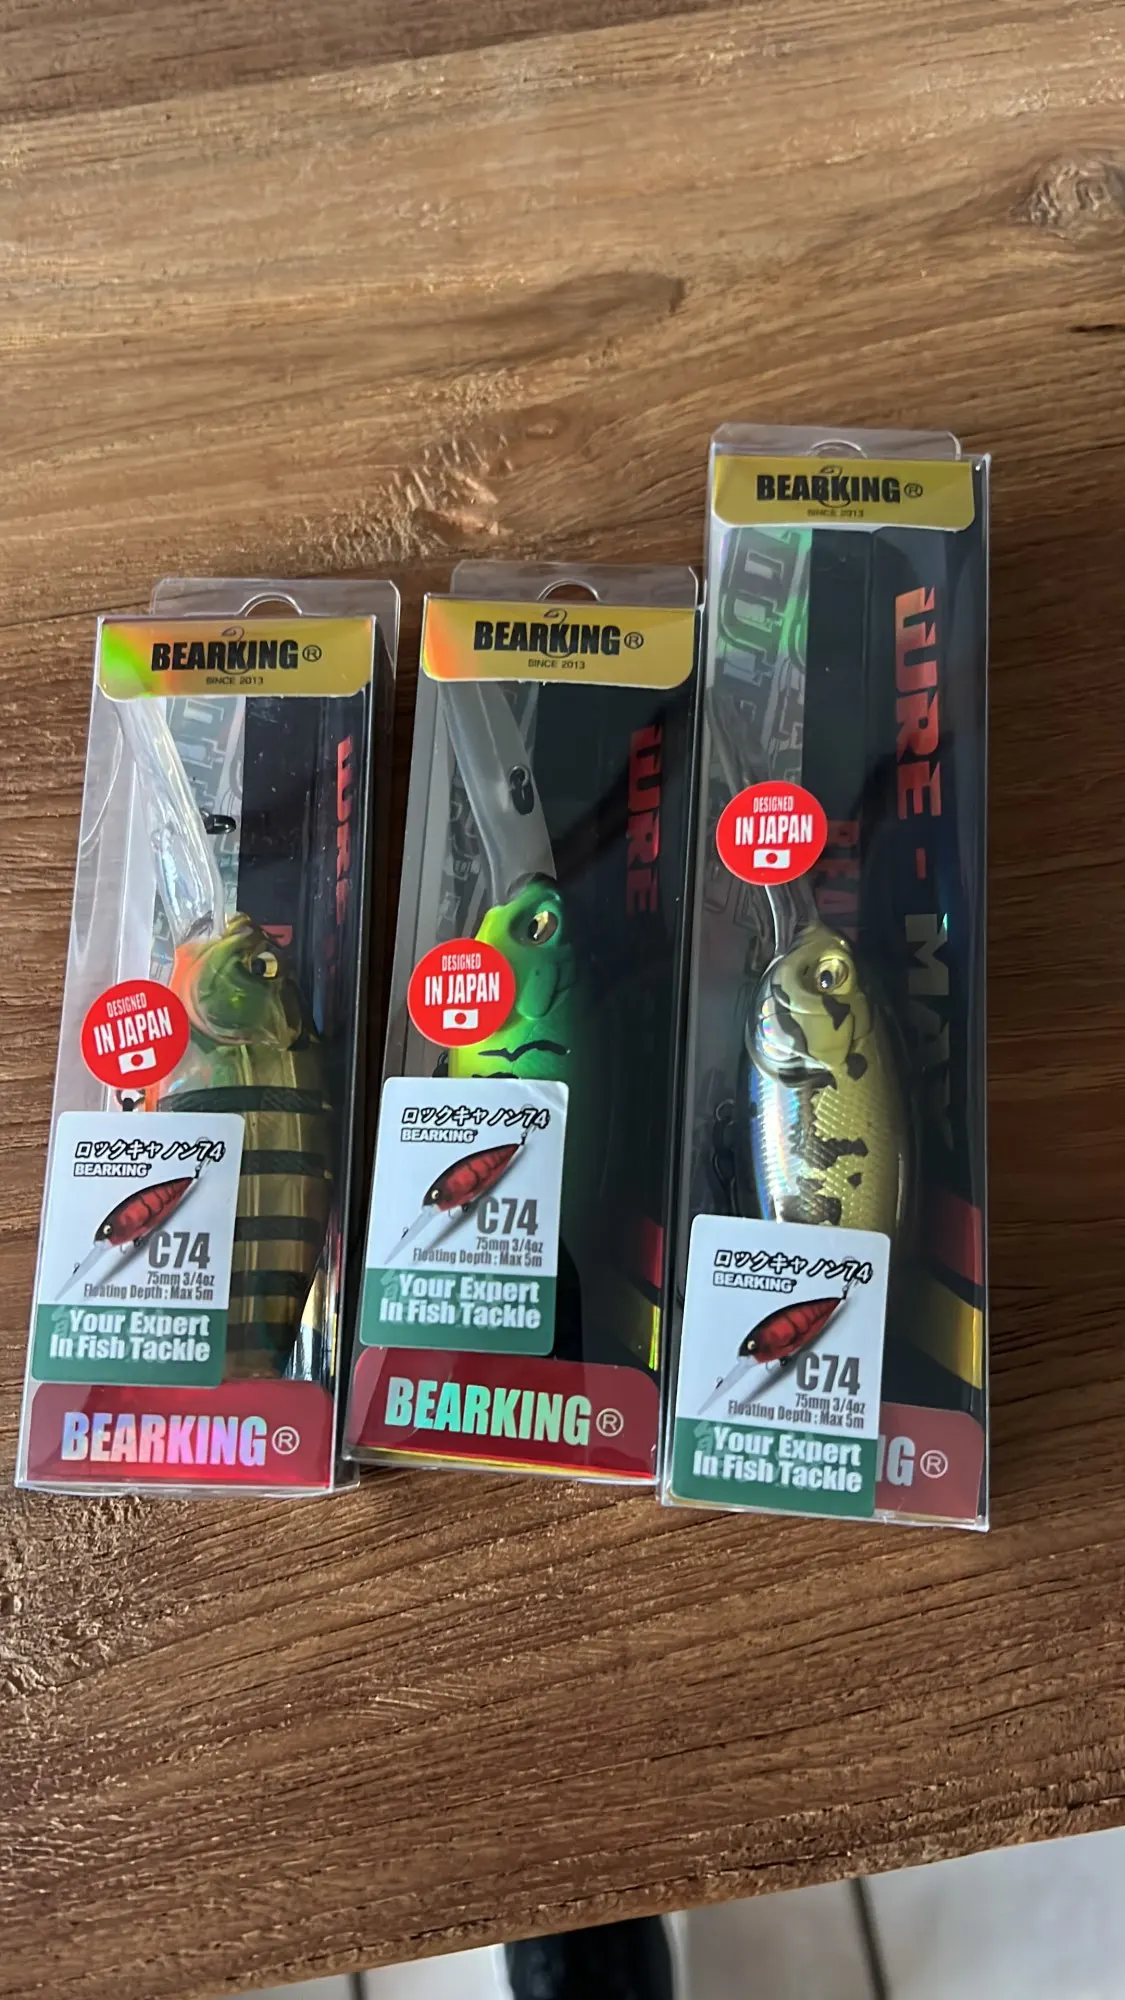 BEARKING®
SINCE 2013
DESIGNED
IN JAPAN
ロックキャノン74
BEARKING
C74
75mm 3/4oz
Floating Depth : Max 5m
Your Expert
In Fish Tackle
BEARKING®
BEARKING®
SINCE 2013
URE
DESIGNED
IN JAPAN
ロックキャノン74
BEARKING
C74
75mm 3/4oz
Floating Depth : Max 5m
Your Expert
In Fish Tackle
BEARKING®
BEARKING®
SINCE 2013
URE - MA
DESIGNED
IN JAPAN
ロックキャノン74
BEARKING
C74
75mm 3/4oz
Floating Depth : Max 5m
Your Expert
In Fish Tackle
NG®